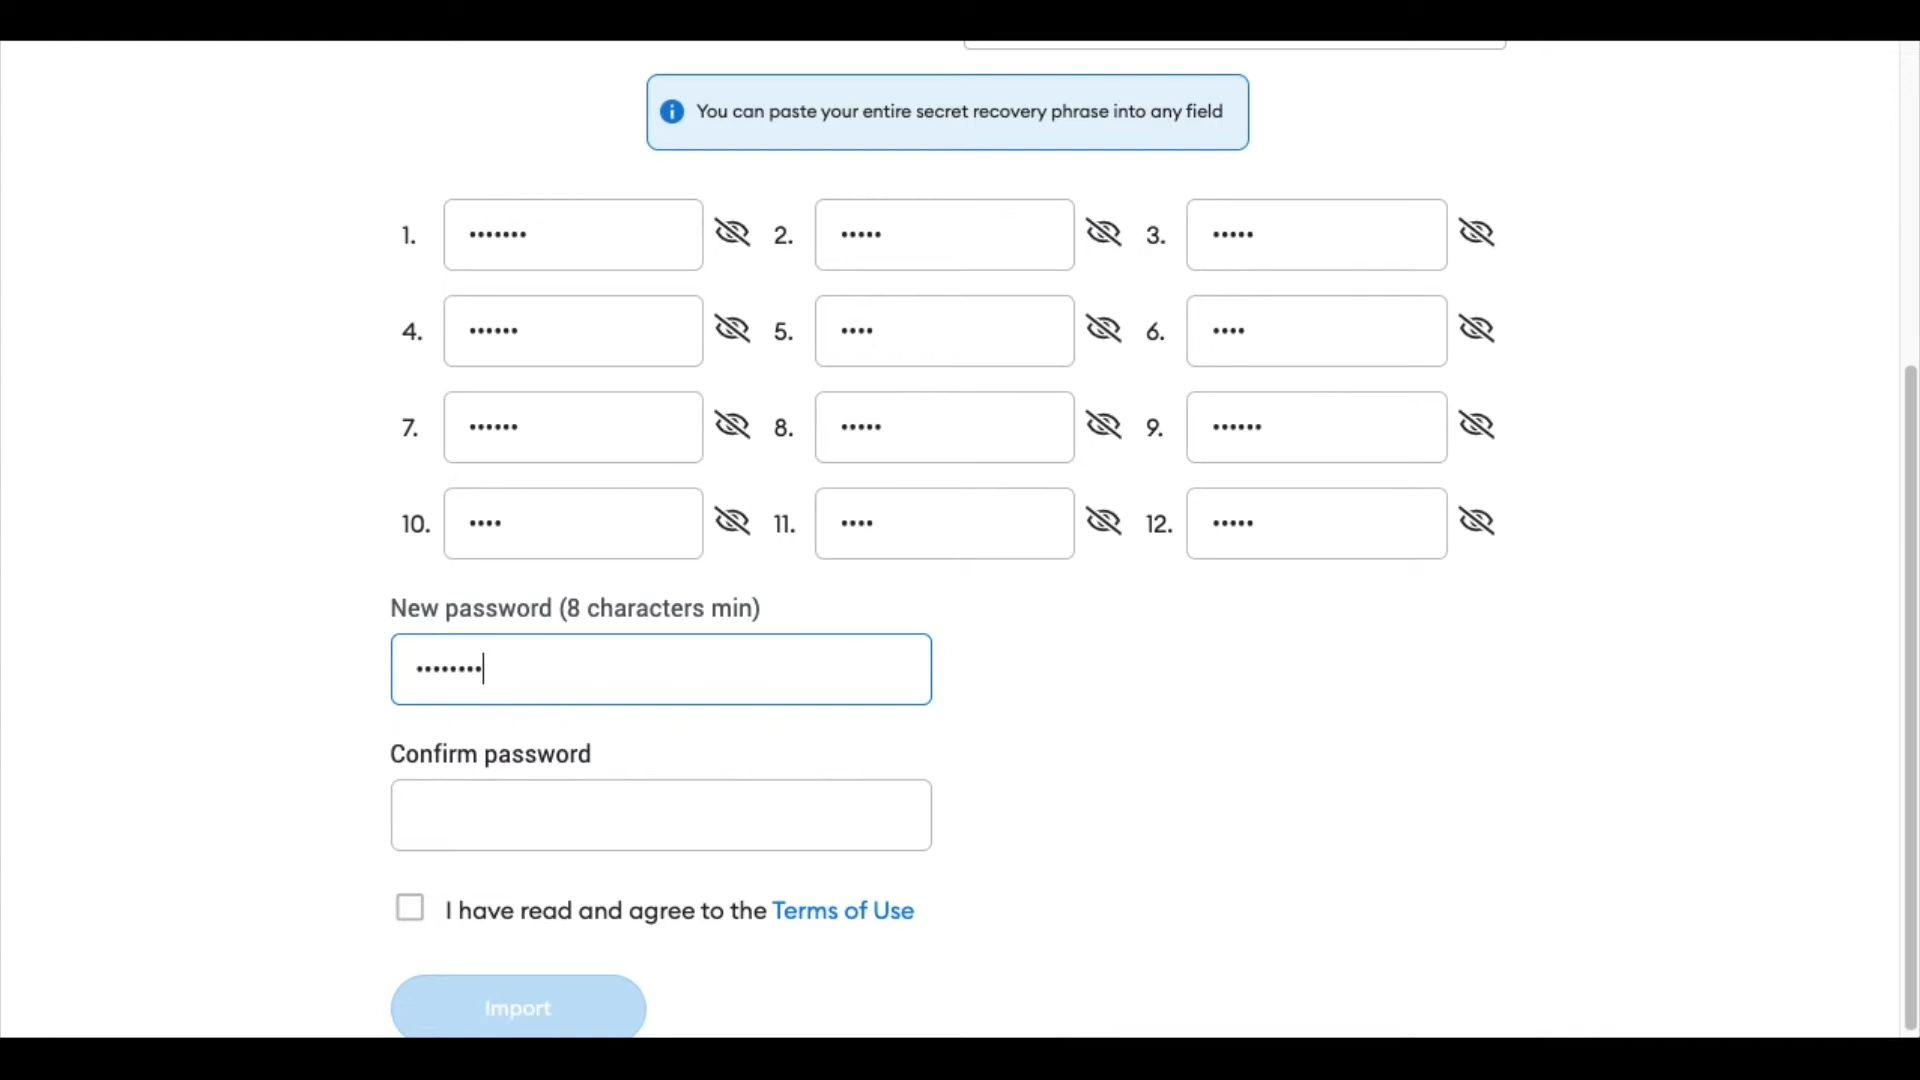 You can paste your entire secret recovery phrase into any field
1. ••••••• 2. ••••• 3. •••••
4. •••••• 5. •••• 6. ••••
7. •••••• 8. ••••• 9. ••••••
10. •••• 11. •••• 12. •••••
New password (8 characters min)
••••••••
Confirm password
I have read and agree to the Terms of Use
Import